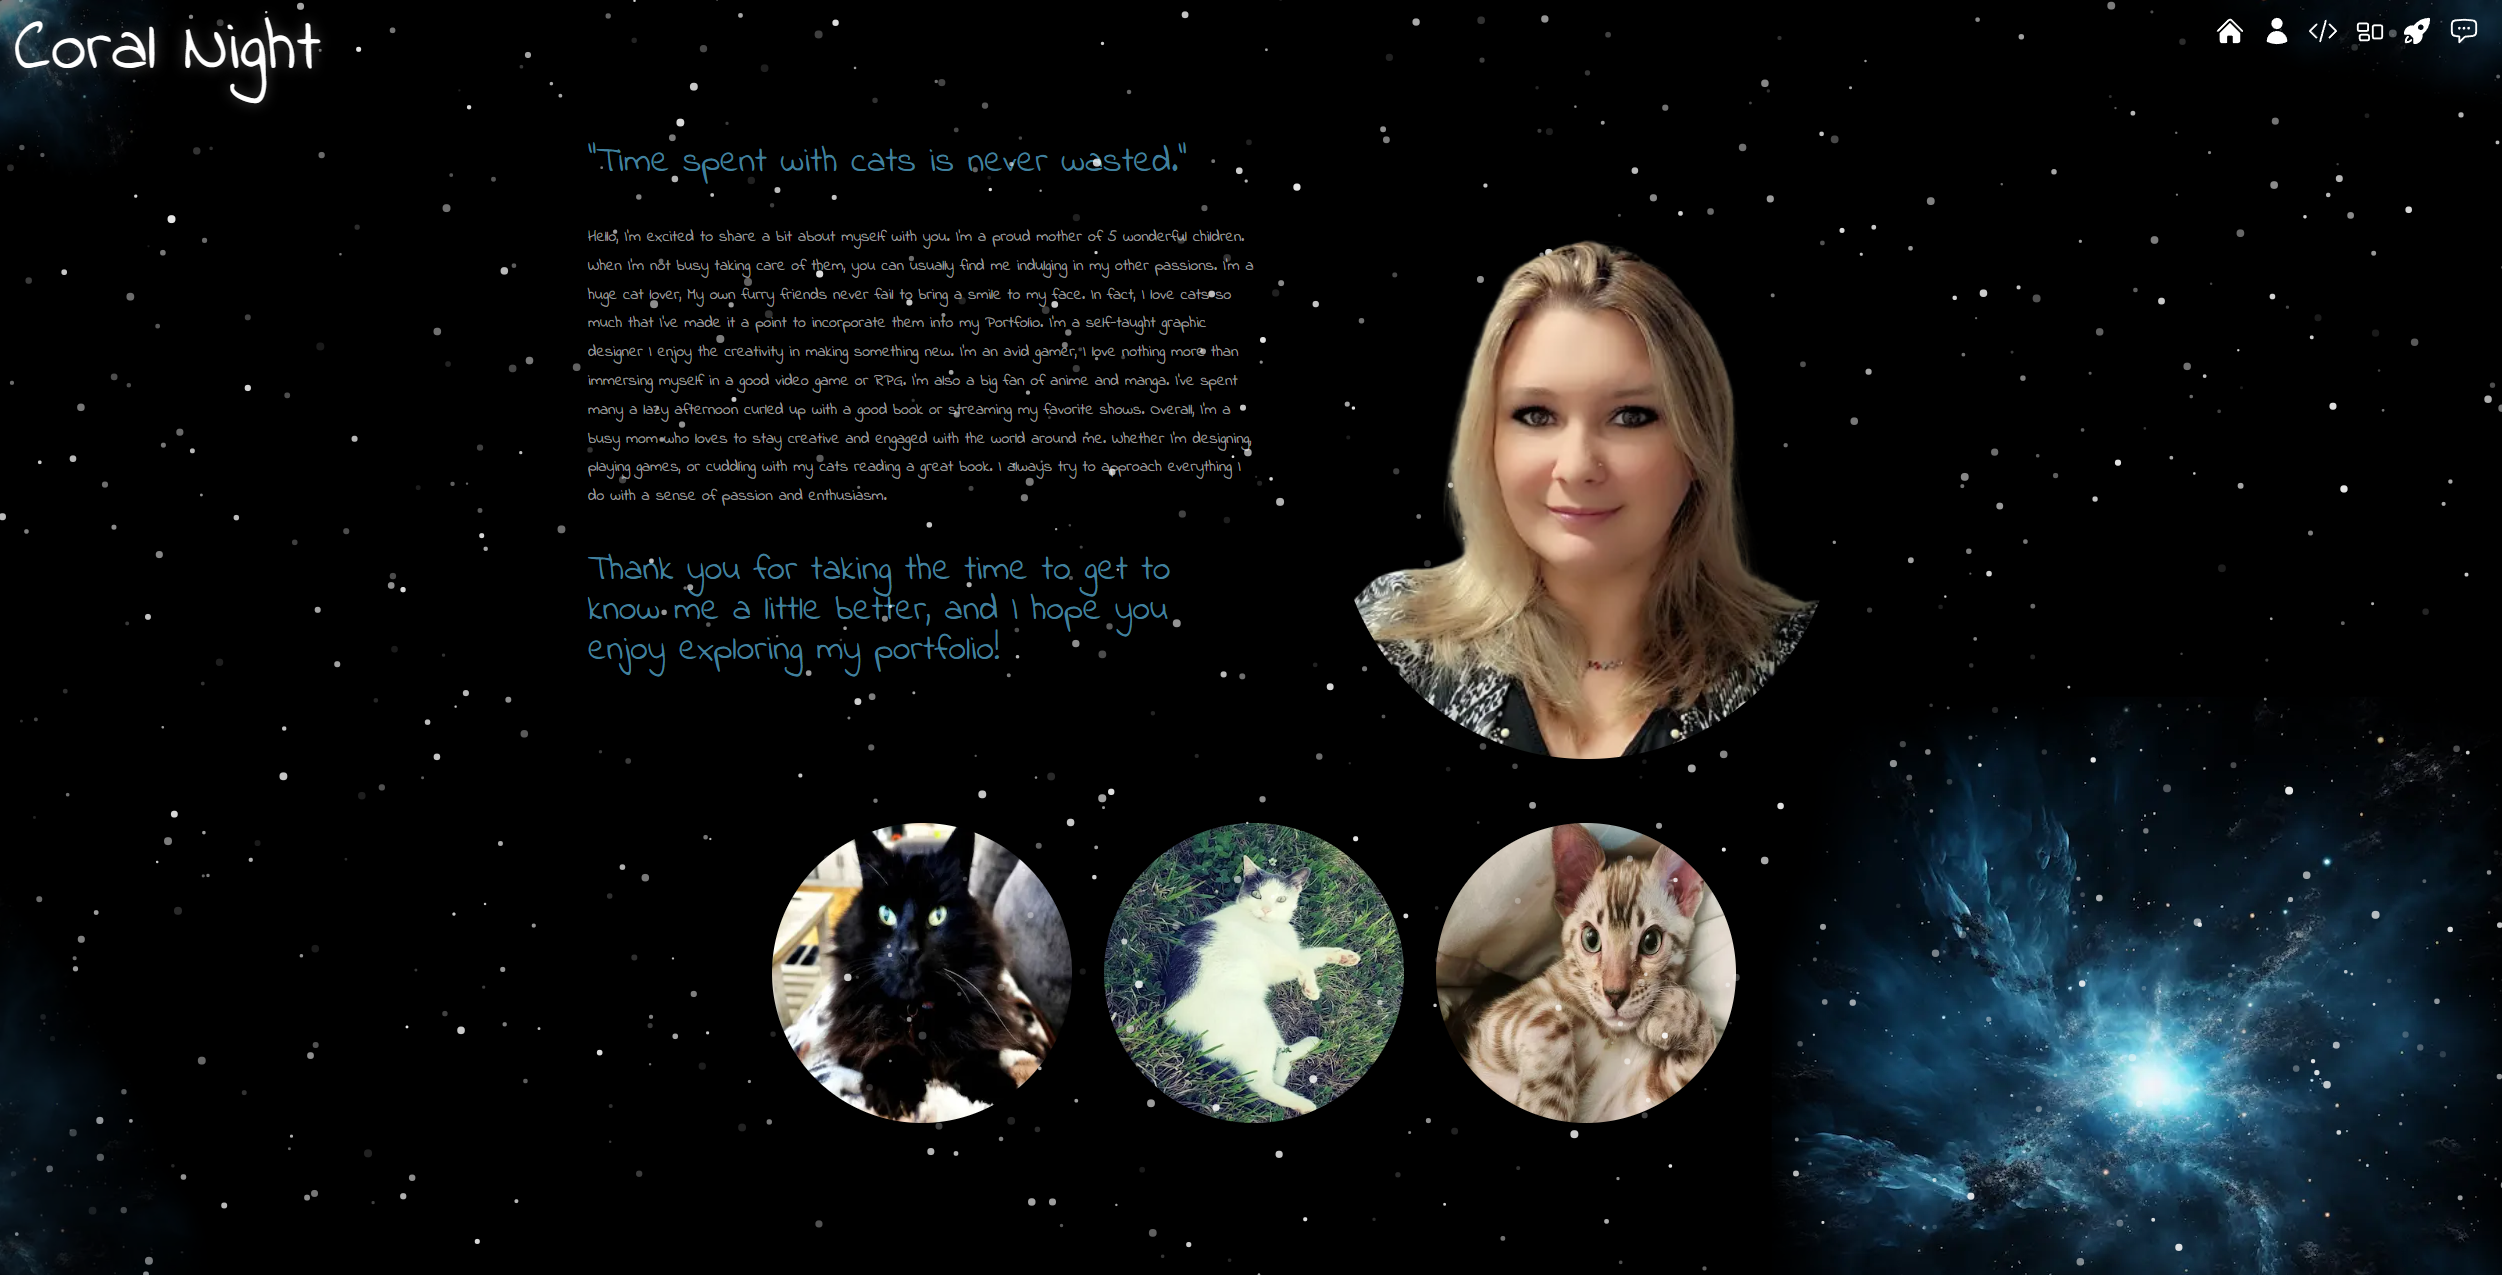 Coral Night
"Time spent with cats is never wasted."
Hello, I'm excited to share a bit about myself with you. I'm a proud mother of 5 wonderful children.
When I'm not busy taking care of them, you can usually find me indulging in my other passions. I'm a
huge cat lover, My own furry friends never fail to bring a smile to my face. In fact, I love cats so
much that I've made it a point to incorporate them into my Portfolio. I'm a self-taught graphic
designer I enjoy the creativity in making something new. I'm an avid gamer, I love nothing more than
immersing myself in a good video game or RPG. I'm also a big fan of anime and manga. I've spent
many a lazy afternoon curled up with a good book or streaming my favorite shows. Overall, I'm a
busy mom who loves to stay creative and engaged with the world around me. Whether I'm designing,
playing games, or cuddling with my cats reading a great book. I always try to approach everything I
do with a sense of passion and enthusiasm.
Thank you for taking the time to get to
know me a little better, and I hope you
enjoy exploring my portfolio!